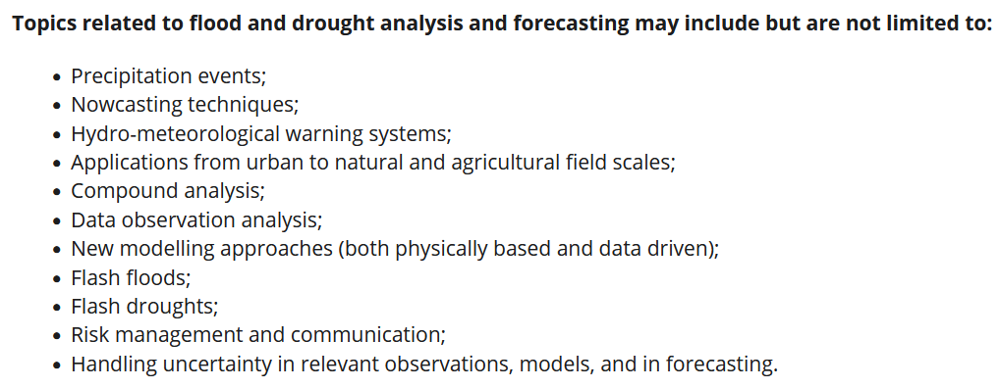 Topics related to flood and drought analysis and forecasting may include but are not limited to:
• Precipitation events;
• Nowcasting techniques;
• Hydro-meteorological warning systems;
• Applications from urban to natural and agricultural field scales;
• Compound analysis;
• Data observation analysis;
• New modelling approaches (both physically based and data driven);
• Flash floods;
• Flash droughts;
• Risk management and communication;
• Handling uncertainty in relevant observations, models, and in forecasting.